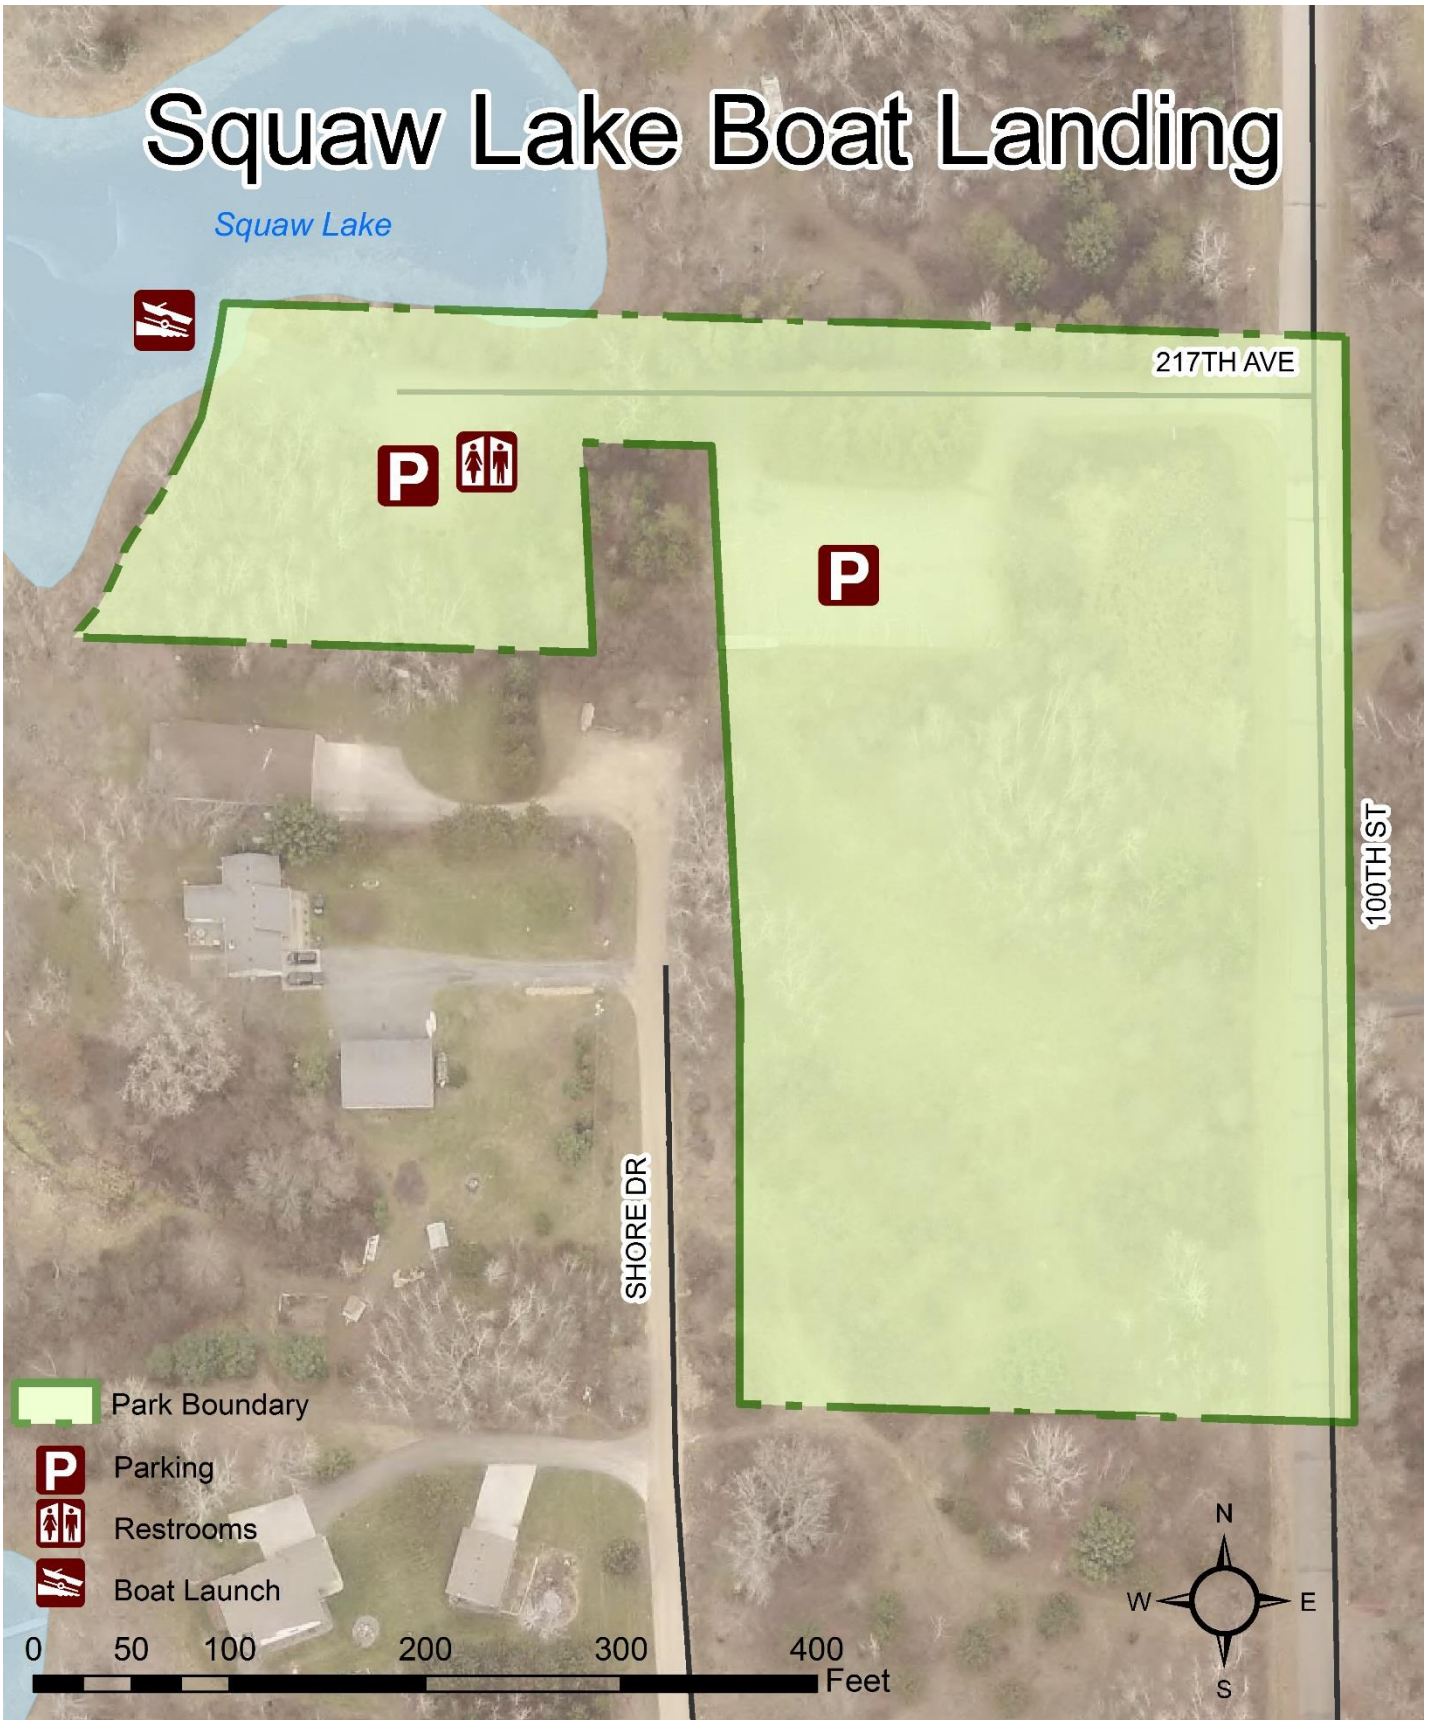 Squaw Lake Boat Landing
Squaw Lake
217TH AVE
P
P
100TH ST
SHORE DR
Park Boundary
P Parking
Restrooms
Boat Launch
N
W E
S
0 50 100 200 300 400
Feet